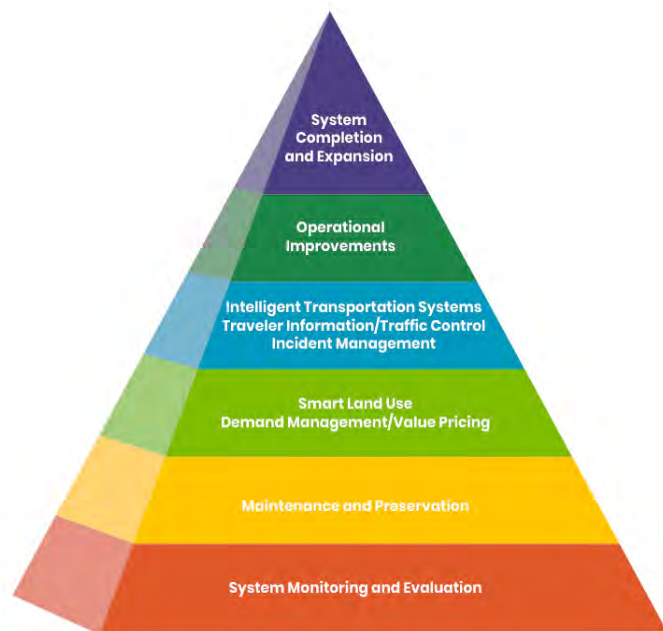 System
Completion
and Expansion
Operational
Improvements
Intelligent Transportation Systems
Traveler Information/Traffic Control
Incident Management
Smart Land Use
Demand Management/Value Pricing
Maintenance and Preservation
System Monitoring and Evaluation